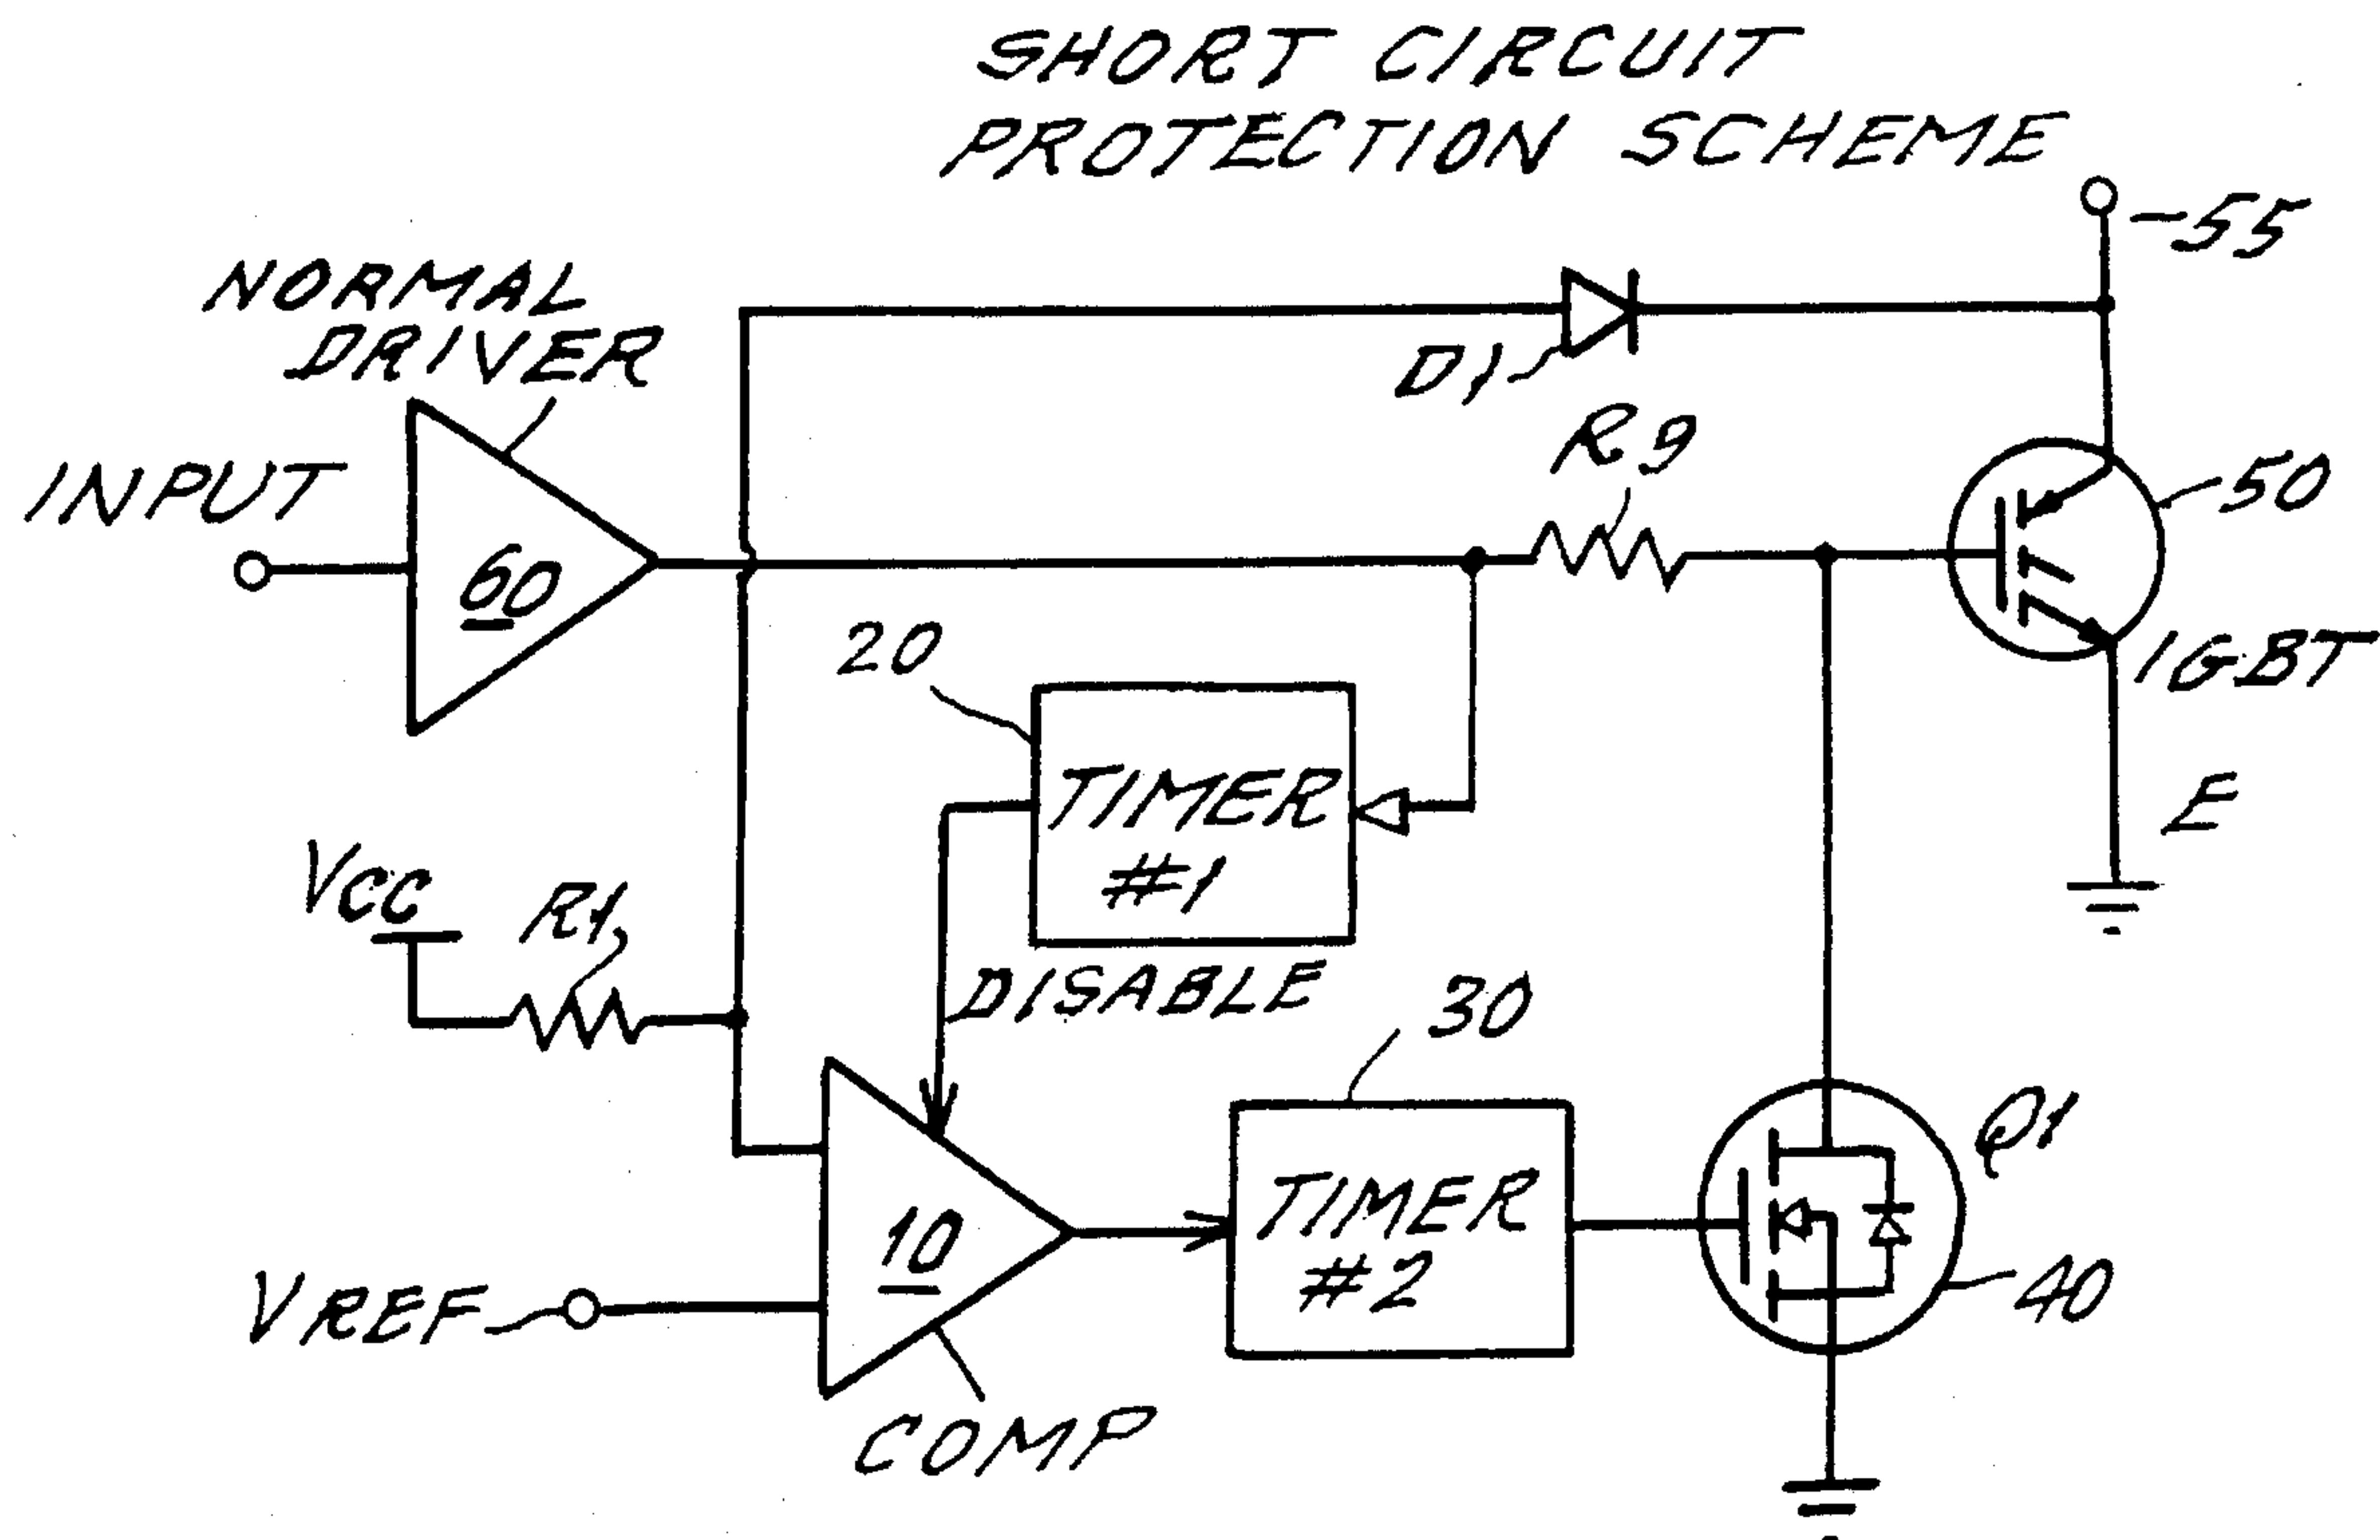 SHORT CIRCUIT
PROTECTION SCHEME
-55
NORMAL
DRIVER
D1
R9
INPUT
60
50
IGBT
20
TIMER
#1
E
VCC
R1
DISABLE
30
Q1
TIMER
#2
10
40
VREF
COMP